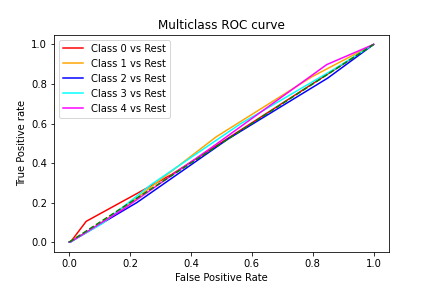 Multiclass ROC curve
Class 0 vs Rest
Class 1 vs Rest
Class 2 vs Rest
Class 3 vs Rest
Class 4 vs Rest
True Positive rate
1.0
0.8
0.6
0.4
0.2
0.0
0.0 0.2 0.4 0.6 0.8 1.0
False Positive Rate